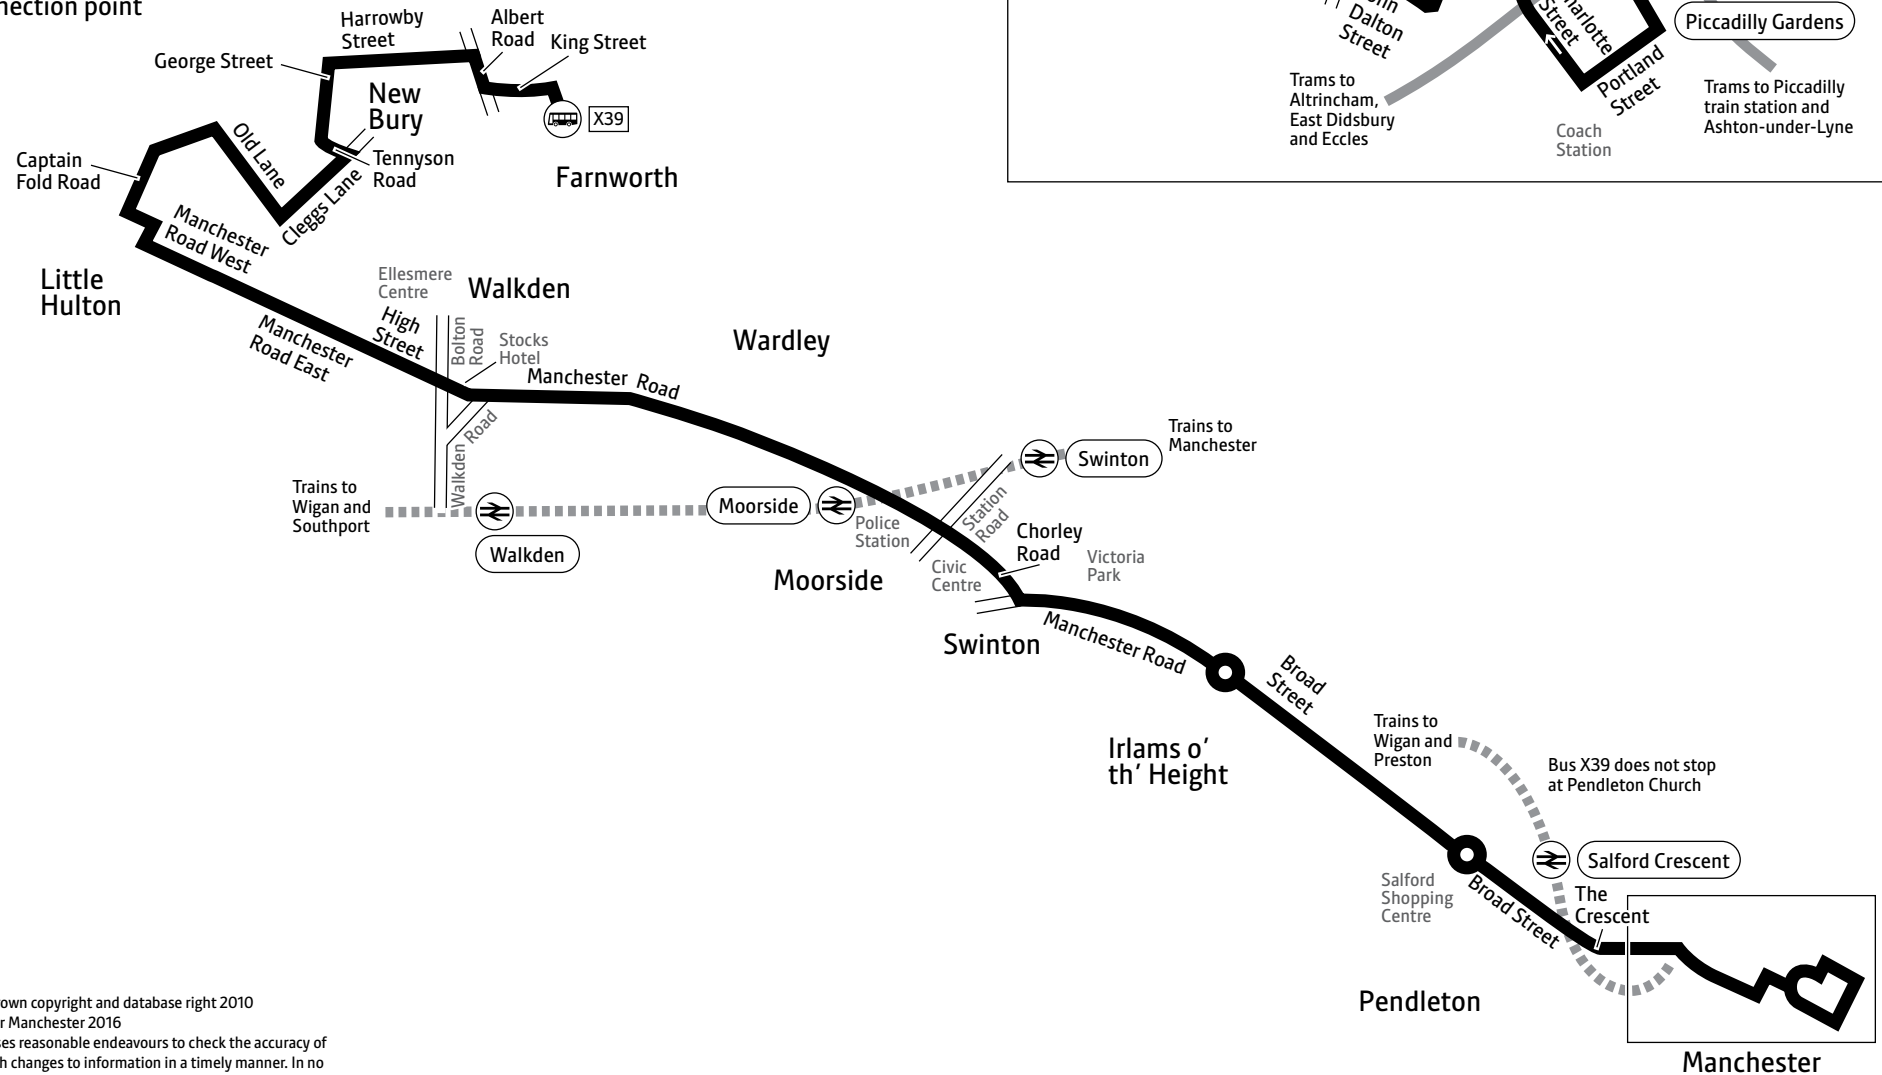 nection point
Harrowby
Street
Albert
Road
King Street
George Street
New
Bury
X39
Old Lane
Tennyson
Road
Captain
Fold Road
Farnworth
Cleggs Lane
Manchester
Road West
Little
Hulton
Ellesmere
Centre
Walkden
High
Street
Bolton
Road
Stocks
Hotel
Manchester
Road East
Wardley
Manchester Road
Walkden
Road
Trains to
Wigan and
Southport
Walkden
Moorside
Swinton
Trains to
Manchester
Police
Station
Station
Road
Chorley
Road
Civic
Centre
Victoria
Park
Moorside
Swinton
Manchester Road
Broad
Street
Irlams o’
th’ Height
Trains to
Wigan and
Preston
Bus X39 does not stop
at Pendleton Church
Salford Crescent
Salford
Shopping
Centre
Broad Street
The
Crescent
Pendleton
Manchester
Dalton
Street
Street
Piccadilly Gardens
Portland
Street
Trams to
Altrincham,
East Didsbury
and Eccles
Coach
Station
Trams to Piccadilly
train station and
Ashton-under-Lyne
own copyright and database right 2010
r Manchester 2016
ses reasonable endeavours to check the accuracy of
h changes to information in a timely manner. In no